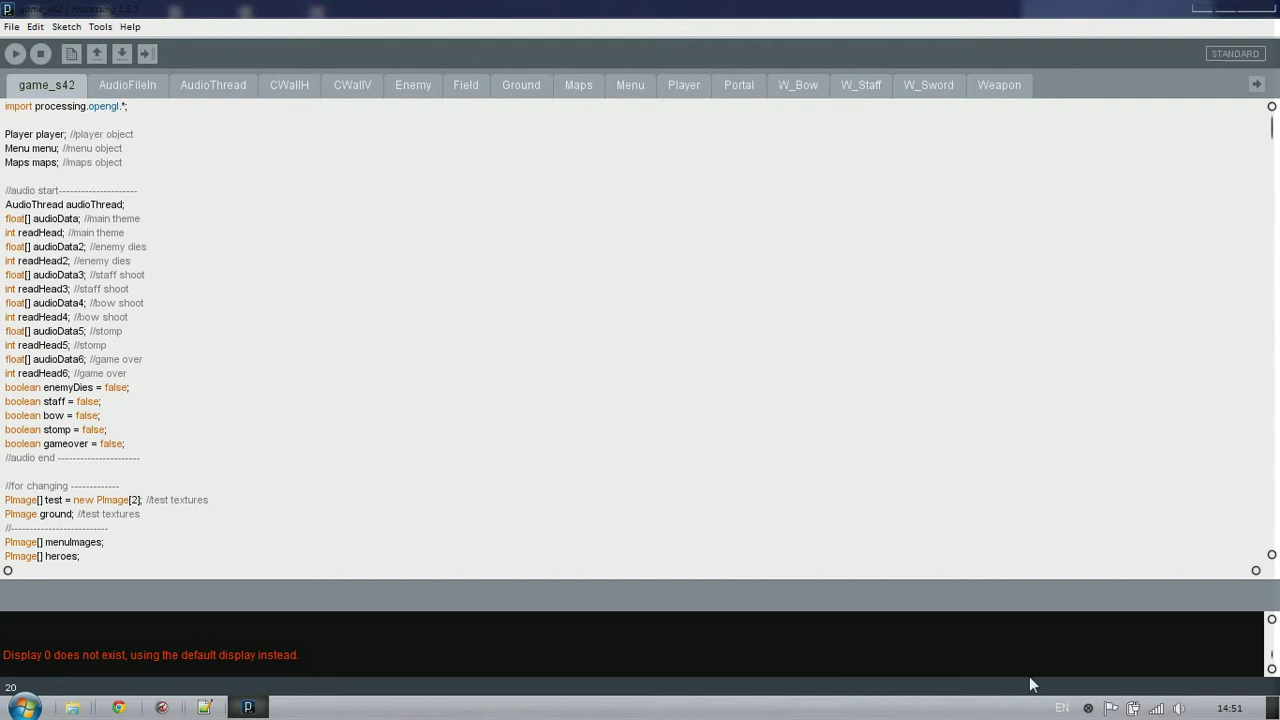 game_s42 | Processing 1.5.1
File Edit Sketch Tools Help
STANDARD
game_s42 AudioFileIn AudioThread CWallH CWallV Enemy Field Ground Maps Menu Player Portal W_Bow W_Staff W_Sword Weapon
import processing.opengl.*;
Player player; //player object
Menu menu; //menu object
Maps maps; //maps object
//audio start---------------------
AudioThread audioThread;
float[] audioData; //main theme
int readHead; //main theme
float[] audioData2; //enemy dies
int readHead2; //enemy dies
float[] audioData3; //staff shoot
int readHead3; //staff shoot
float[] audioData4; //bow shoot
int readHead4; //bow shoot
float[] audioData5; //stomp
int readHead5; //stomp
float[] audioData6; //game over
int readHead6; //game over
boolean enemyDies = false;
boolean staff = false;
boolean bow = false;
boolean stomp = false;
boolean gameover = false;
//audio end ----------------------
//for changing -------------
PImage[] test = new PImage[2]; //test textures
PImage ground; //test textures
//--------------------------
PImage[] menuImages;
PImage[] heroes;
Display 0 does not exist, using the default display instead.
20
EN 14:51